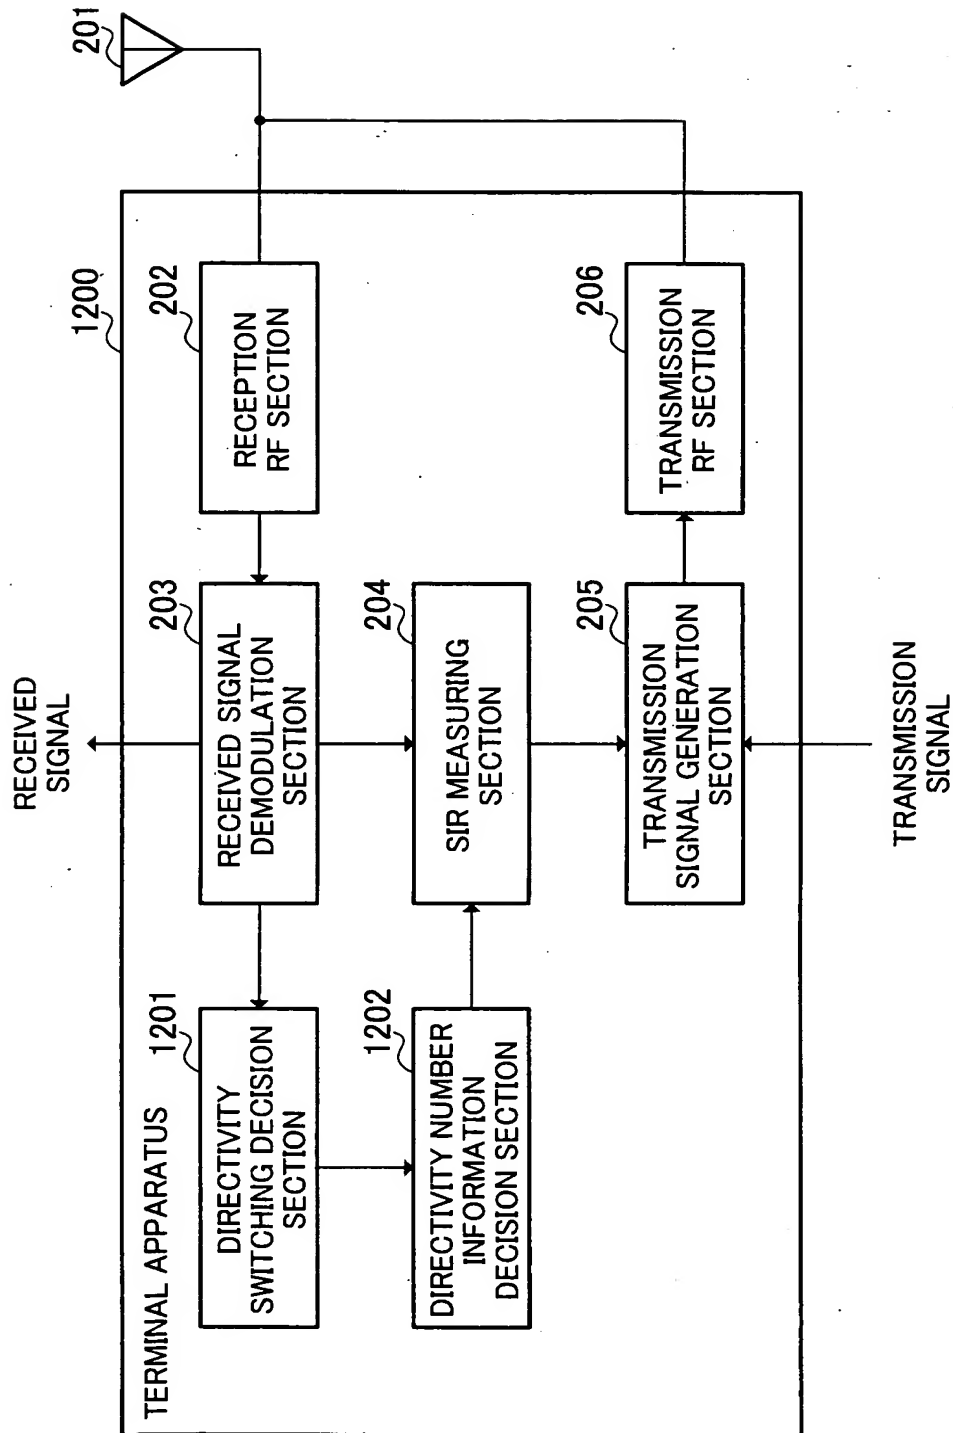 TERMINAL APPARATUS
1200
201
RECEIVED
SIGNAL
1201
DIRECTIVITY
SWITCHING DECISION
SECTION
203
RECEIVED SIGNAL
DEMODULATION
SECTION
202
RECEPTION
RF SECTION
1202
DIRECTIVITY NUMBER
INFORMATION
DECISION SECTION
204
SIR MEASURING
SECTION
205
TRANSMISSION
SIGNAL GENERATION
SECTION
206
TRANSMISSION
RF SECTION
TRANSMISSION
SIGNAL